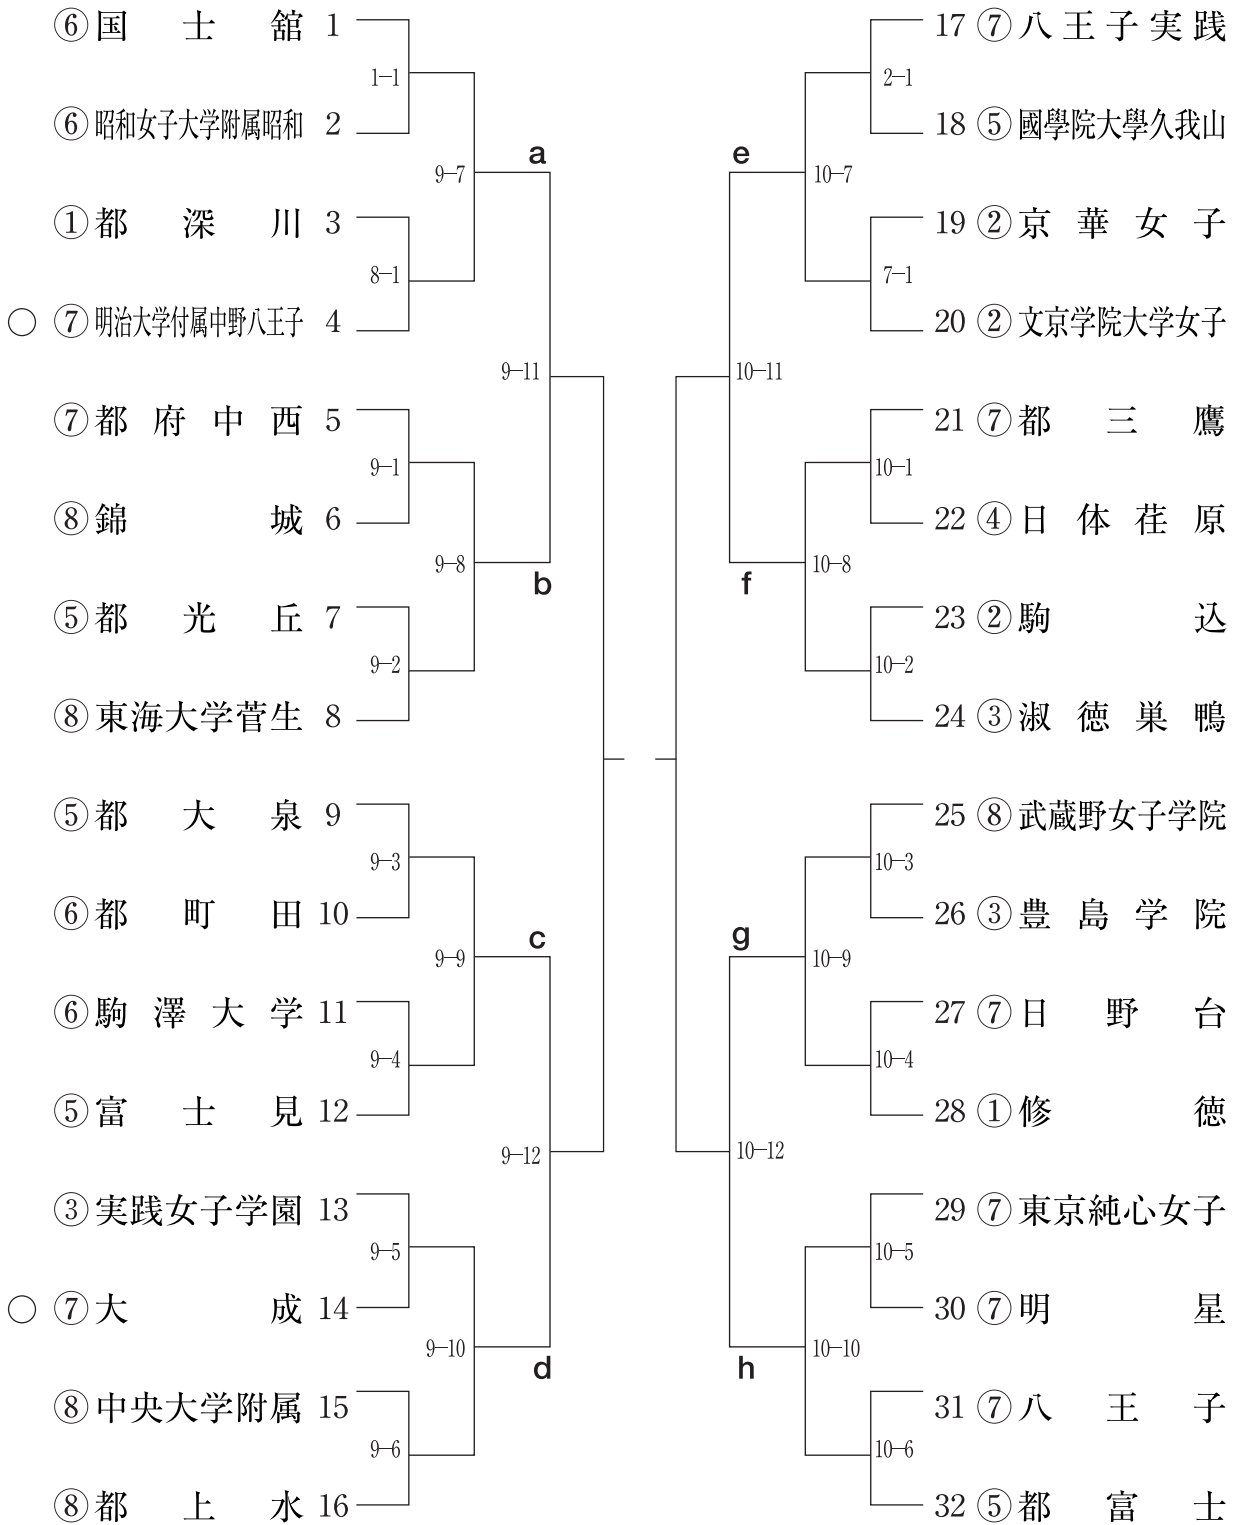 ⑥国士舘 1
1−1
⑥昭和女子大学附属昭和 2
a
9−7
①都深川 3
8−1
○ ⑦明治大学付属中野八王子 4
9−11
⑦都府中西 5
9−1
⑧錦城 6
9−8
b
⑤都光丘 7
9−2
⑧東海大学菅生 8
⑤都大泉 9
9−3
⑥都町田 10
c
9−9
⑥駒澤大学 11
9−4
⑤富士見 12
9−12
③実践女子学園 13
9−5
○ ⑦大成 14
9−10
d
⑧中央大学附属 15
9−6
⑧都上水 16
17 ⑦八王子実践
2−1
18 ⑤國學院大學久我山
e
10−7
19 ②京華女子
7−1
20 ②文京学院大学女子
10−11
21 ⑦都三鷹
10−1
22 ④日体荏原
10−8
f
23 ②駒込
10−2
24 ③淑徳巣鴨
25 ⑧武蔵野女子学院
10−3
26 ③豊島学院
g
10−9
27 ⑦日野台
10−4
28 ①修徳
10−12
29 ⑦東京純心女子
10−5
30 ⑦明星
10−10
h
31 ⑦八王子
10−6
32 ⑤都富士